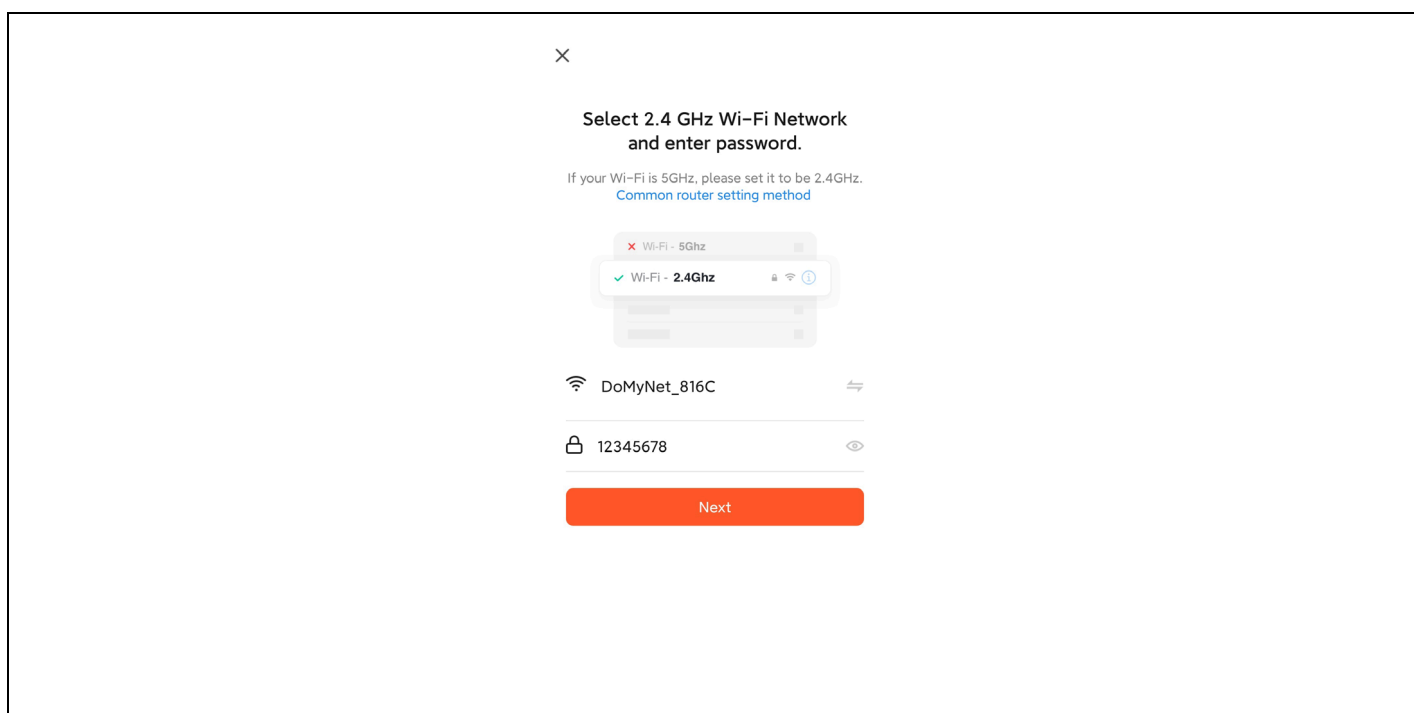 Select 2.4 GHz Wi-Fi Network
and enter password.
If your Wi-Fi is 5GHz, please set it to be 2.4GHz.
Common router setting method
Wi-Fi - 5Ghz
Wi-Fi - 2.4Ghz
DoMyNet_816C
12345678
Next